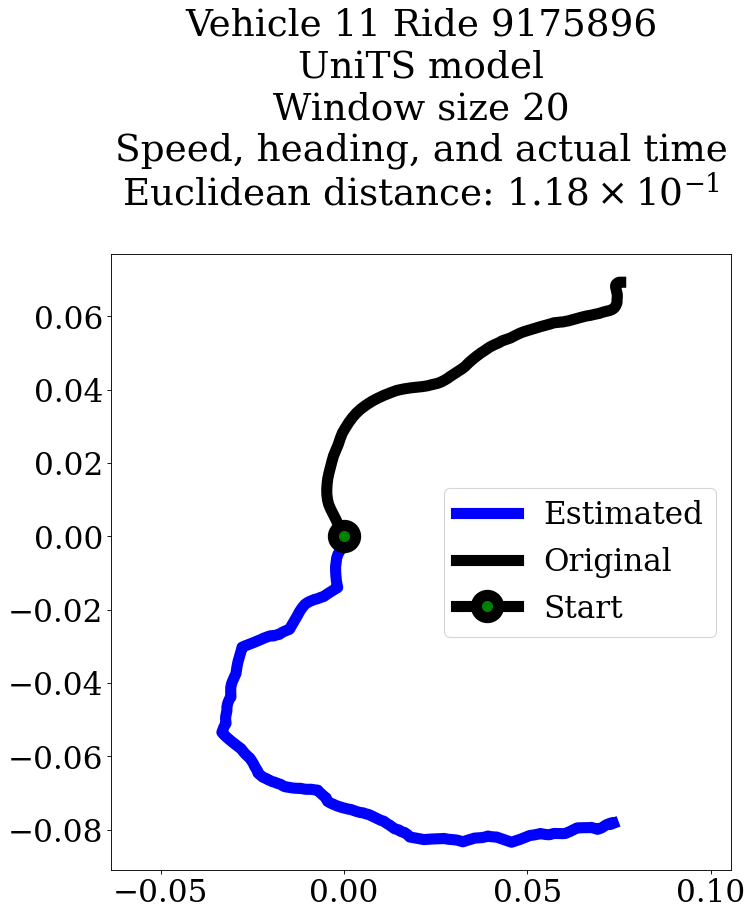 Vehicle 11 Ride 9175896
UniTS model
Window size 20
Speed, heading, and actual time
Euclidean distance: 1.18 × 10⁻¹
0.06
0.04
0.02
0.00
−0.02
−0.04
−0.06
−0.08
Estimated
Original
Start
−0.05
0.00
0.05
0.10